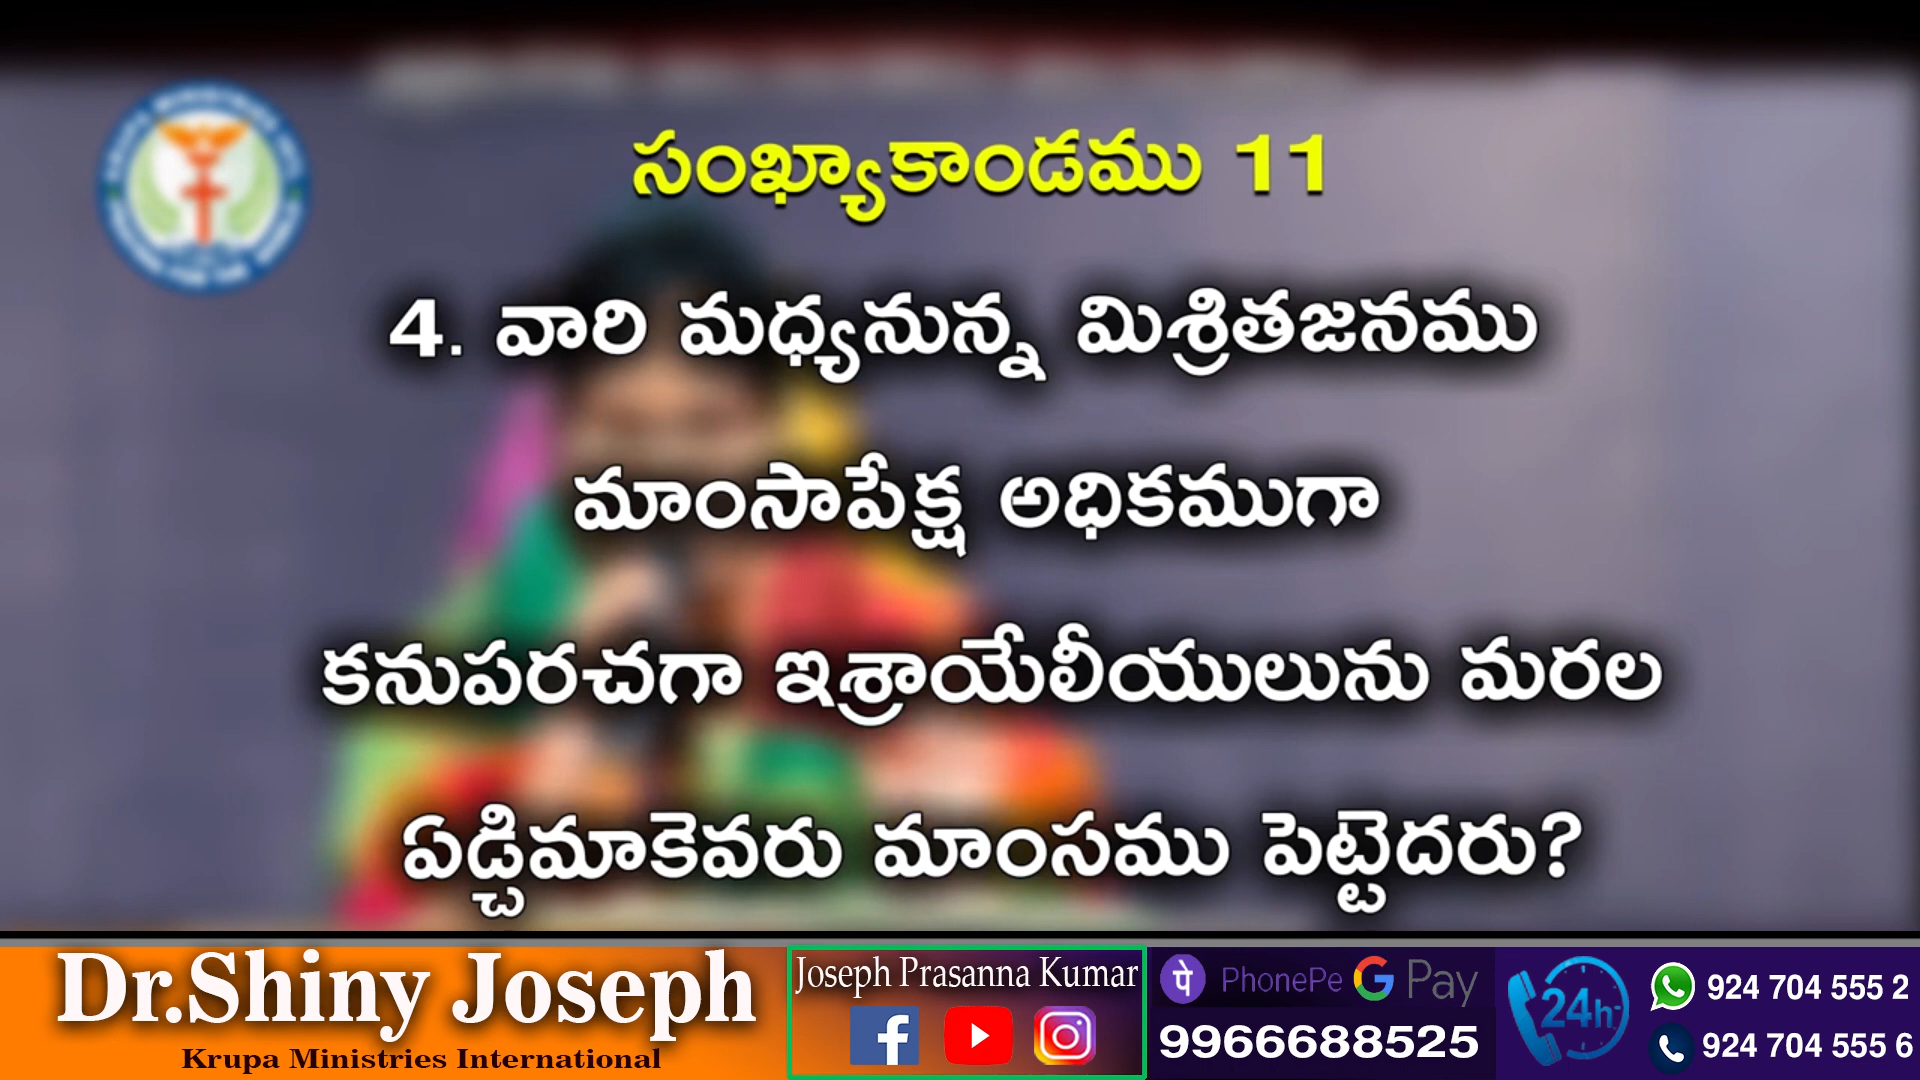 సంఖ్యాకాండము 11
4. వారి మధ్యనున్న మిశ్రితజనము
మాంసాపేక్ష అధికముగా
కనుపరచగా ఇశ్రాయేలీయులును మరల
ఏడ్చిమాకెవరు మాంసము పెట్టెదరు?
Dr.Shiny Joseph
Krupa Ministries International
Joseph Prasanna Kumar
PhonePe G Pay
9966688525
24h
924 704 555 2
924 704 555 6